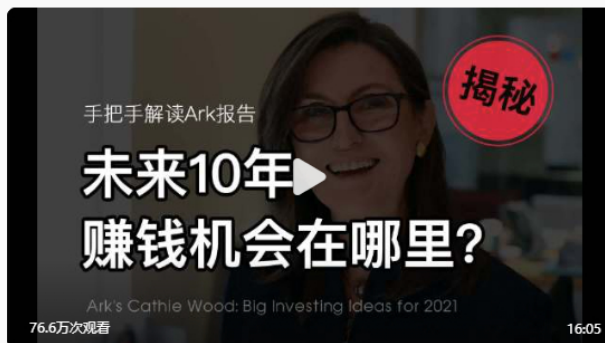 揭秘
手把手解读Ark报告
未来10年
赚钱机会在哪里?
Ark's Cathie Wood: Big Investing Ideas for 2021
76.6万次观看
16:05